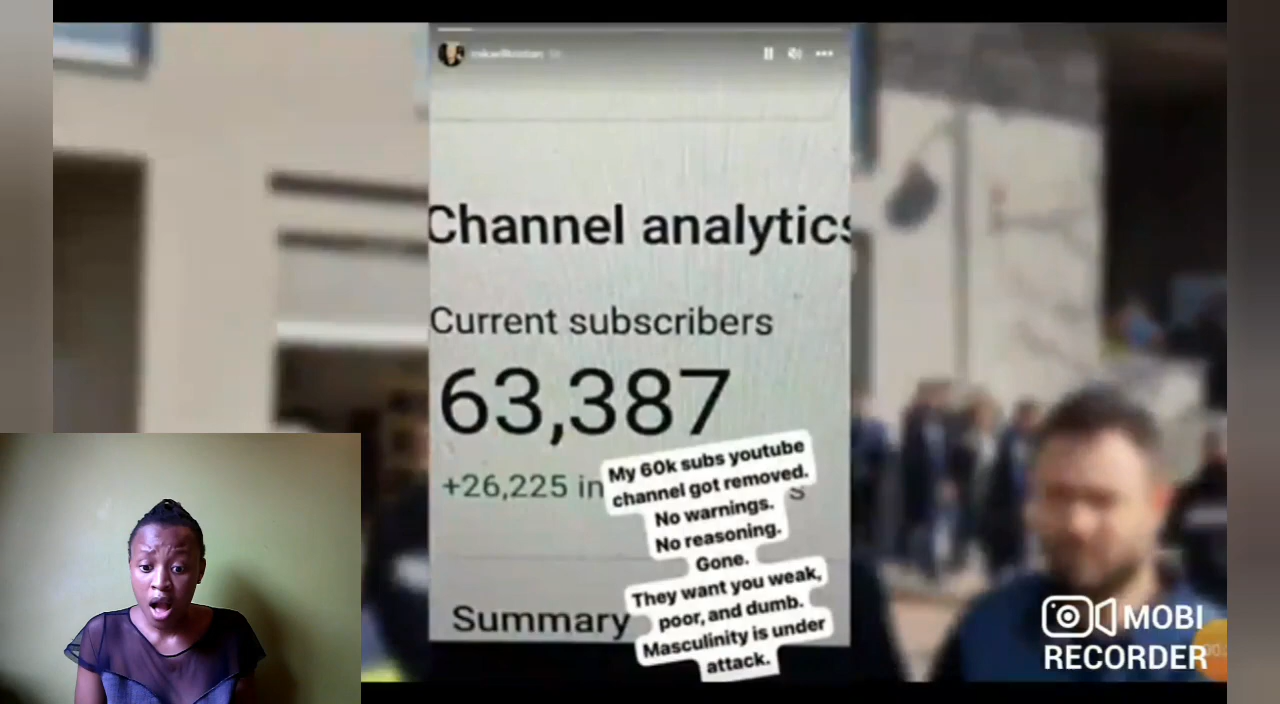 Channel analytics
Current subscribers
63,387
+26,225 in
My 60k subs youtube
channel got removed.
No warnings.
No reasoning.
Gone.
They want you weak,
poor, and dumb.
Masculinity is under
attack.
Summary
MOBI
RECORDER